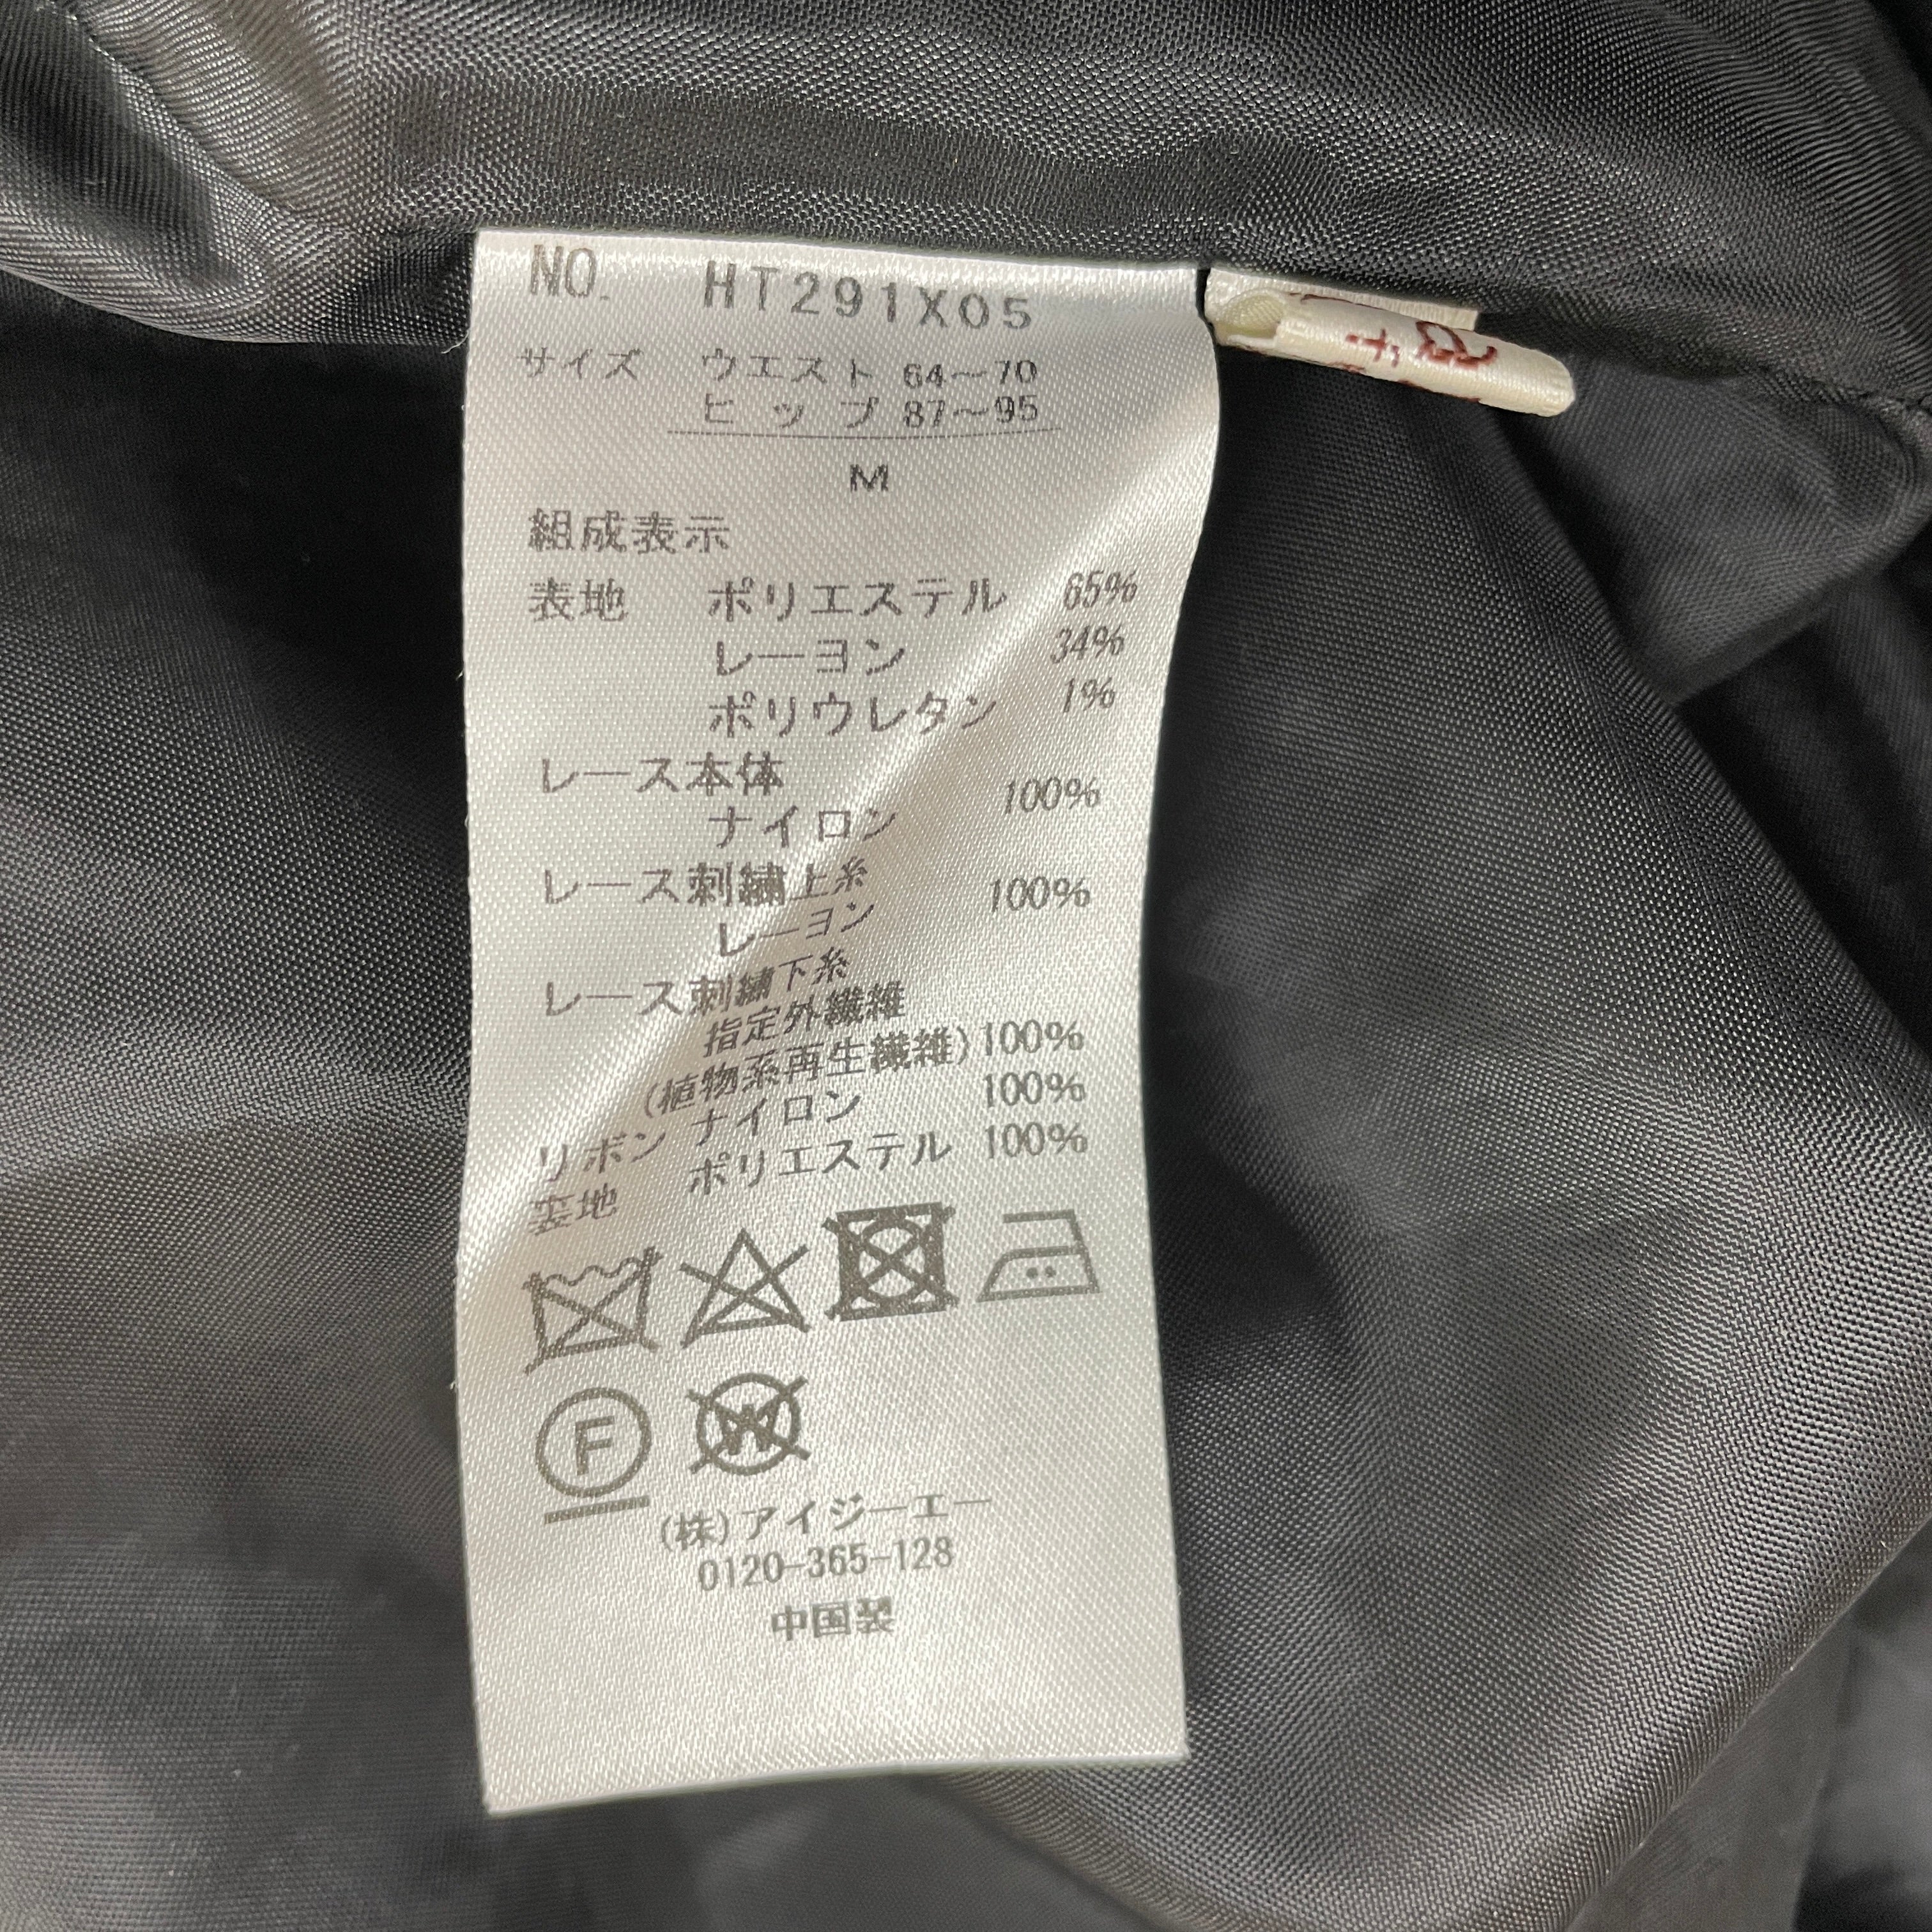 NO. HT291X05
サイズ ウエスト 64～70
ヒップ 87～95
M
組成表示
表地 ポリエステル 65%
レーヨン 34%
ポリウレタン 1%
レース本体
ナイロン 100%
レース刺繍上糸
レーヨン 100%
レース刺繍下糸
指定外繊維
(植物系再生繊維) 100%
リボン ナイロン 100%
裏地 ポリエステル 100%
F
W
(株)アイジーエー
0120-365-128
中国製